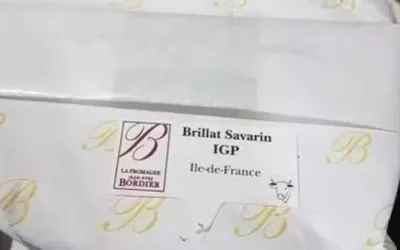 Brillat Savarin
IGP
Ile-de-France
B
LA FROMAGERIE
JEAN-YVES
BORDIER